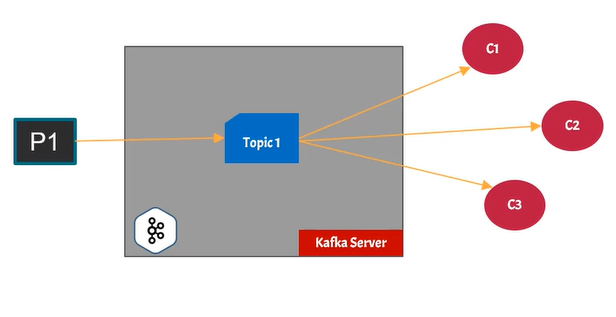 P1
Topic 1
C1
C2
C3
Kafka Server